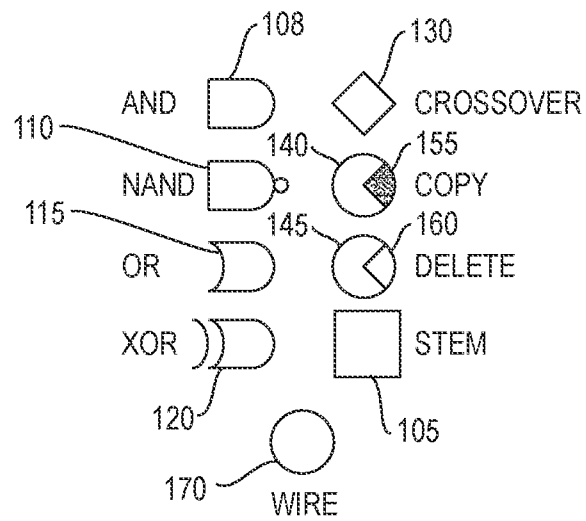 108 130
AND CROSSOVER
110 140 155
NAND COPY
115 145 160
OR DELETE
XOR STEM
120 105
170
WIRE